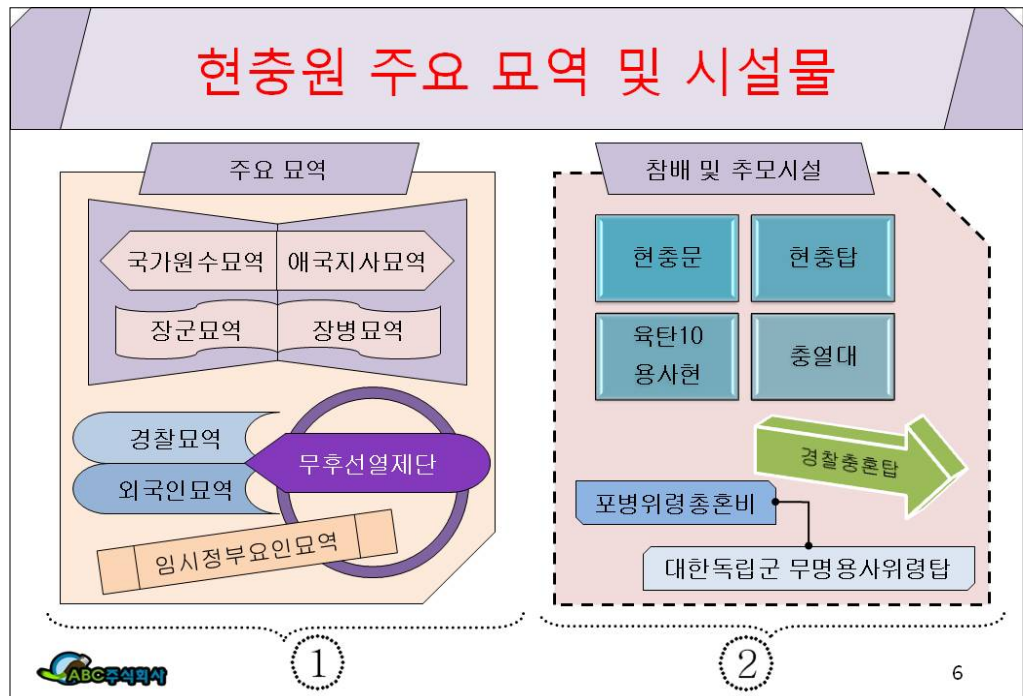 현충원 주요 묘역 및 시설물
주요 묘역
국가원수묘역
애국지사묘역
장군묘역
장병묘역
경찰묘역
외국인묘역
무후선열제단
임시정부요인묘역
①
참배 및 추모시설
현충문
현충탑
육탄10
용사현
충열대
경찰충혼탑
포병위령총혼비
대한독립군 무명용사위령탑
②
ABC주식회사
6